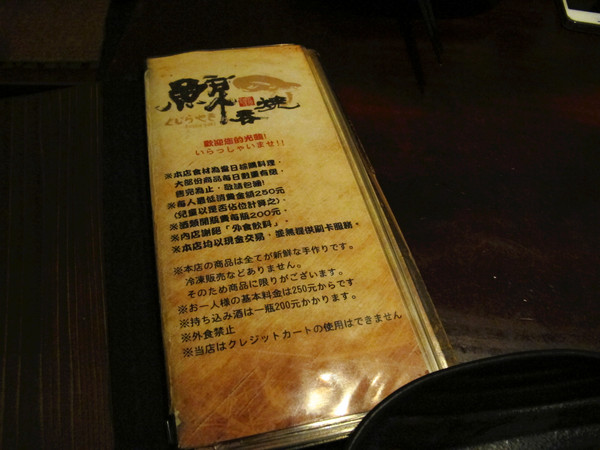 吞燒
くじらやき
歡迎您的光臨!
いらっしゃいませ!!
※本店食材為當日採購料理,
大部份商品每日數量有限,
售完為止,敬請包涵!
※每人最低消費金額250元
(兒童以是否佔位計算之)。
※酒類開瓶費每瓶200元。
※內店謝絕「外食飲料」。
※本店均以現金交易,恕無提供刷卡服務。
※本店の商品は全てが新鮮な手作りです。
冷凍販売などありません。
そのため商品に限りがございます。
※お一人様の基本料金は250元からです
※持ち込み酒は一瓶200元かかります。
※外食禁止
※当店はクレジットカートの使用はできません